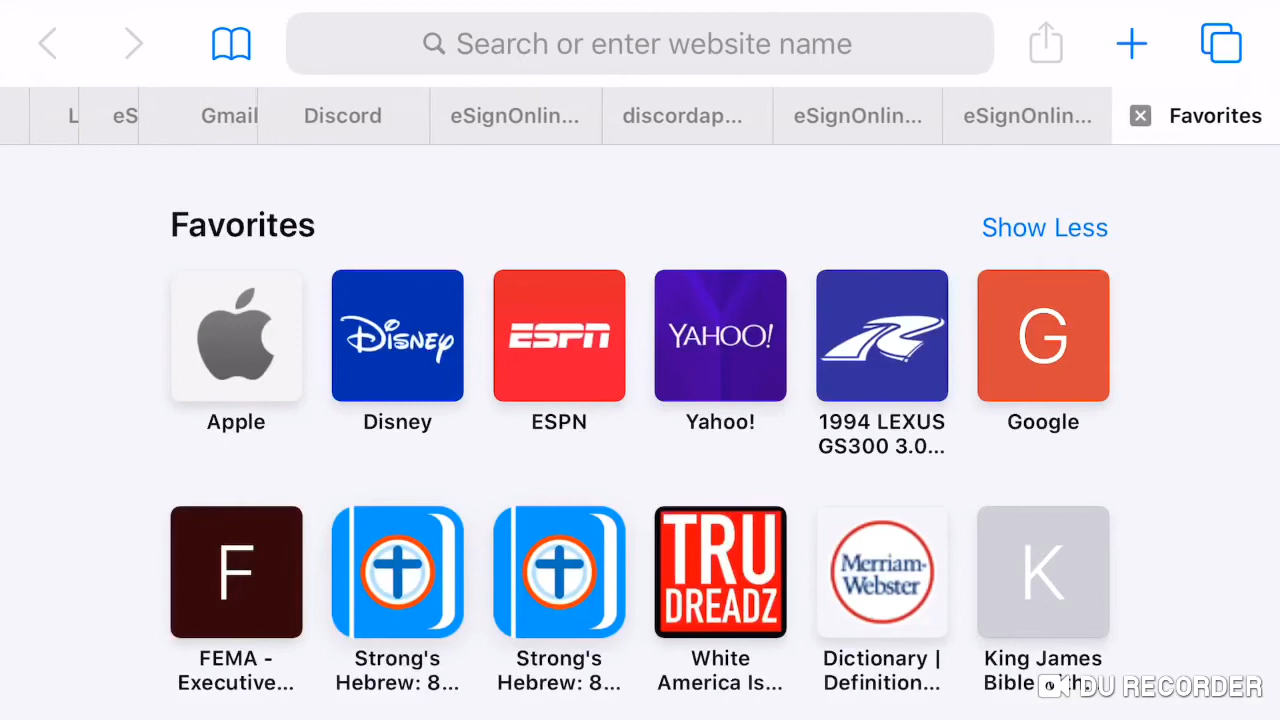 Search or enter website name
L
eS
Gmail
Discord
eSignOnlin...
discordap...
eSignOnlin...
eSignOnlin...
Favorites
Favorites
Show Less
Disney
ESPN
YAHOO!
G
Apple
Disney
ESPN
Yahoo!
1994 LEXUS
GS300 3.0...
Google
F
TRU
DREADZ
Merriam-
Webster
K
FEMA -
Executive...
Strong's
Hebrew: 8...
Strong's
Hebrew: 8...
White
America Is...
Dictionary |
Definition...
King James
Bible
DU RECORDER